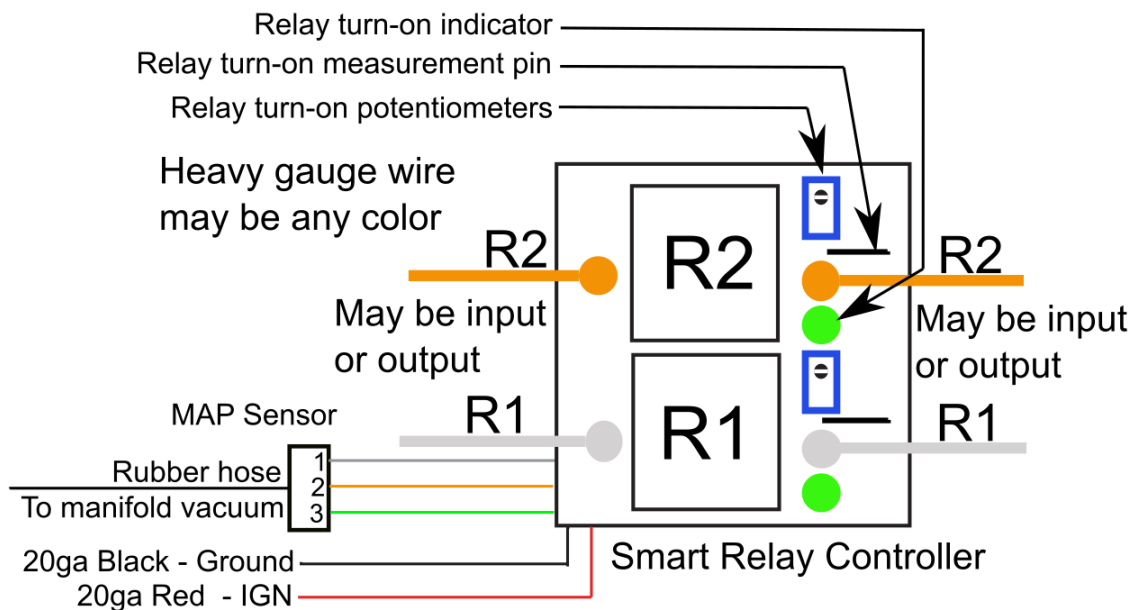 Relay turn-on indicator
Relay turn-on measurement pin
Relay turn-on potentiometers
Heavy gauge wire
may be any color
R2
R2
R2
May be input
or output
May be input
or output
MAP Sensor
R1
R1
R1
1
Rubber hose
2
To manifold vacuum
3
20ga Black - Ground
Smart Relay Controller
20ga Red - IGN